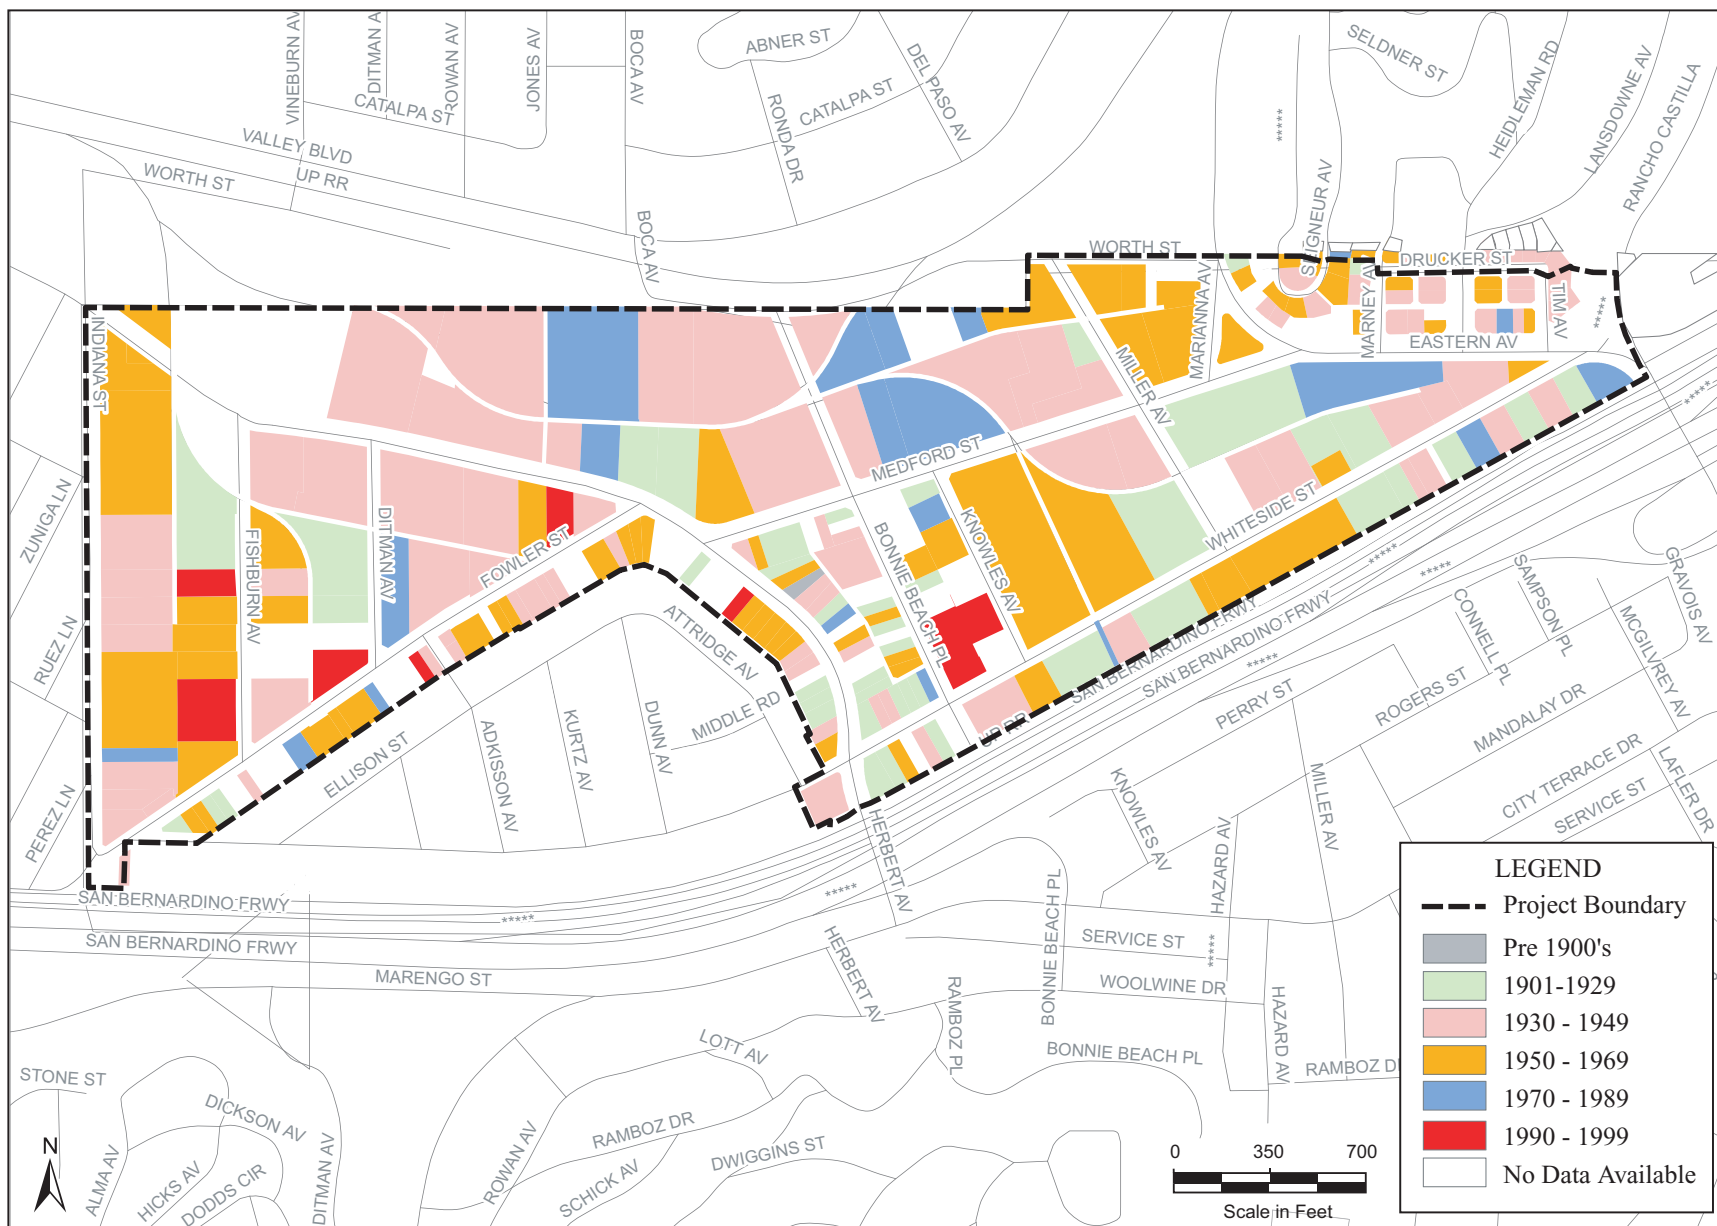 VINEBURN AV
DITMAN A
ROWAN AV
JONES AV
BOCA AV
ABNER ST
DEL PASO AV
SELDNER ST
HEIDLEMAN RD
LANSDOWNE AV
RANCHO CASTILLA
CATALPA ST
CATALPA ST
RONDA DR
*****
VALLEY BLVD
UP RR
WORTH ST
BOCA AV
SEIGNEUR AV
WORTH ST
DRUCKER ST
MARIANNA AV
MARNEY AV
TIM AV
*****
EASTERN AV
INDIANA ST
MILLER AV
*****
MEDFORD ST
ZUNIGA LN
FISHBURN AV
DITMAN AV
FOWLER ST
BONNIE BEACH PL
KNOWLES AV
WHITESIDE ST
*****
*****
SAMPSON PL
GRAVOIS AV
RUEZ LN
ATTRIDGE AV
CONNELL PL
MCGILVREY AV
SAN BERNARDINO FRWY
SAN BERNARDINO FRWY
*****
MIDDLE RD
DUNN AV
KURTZ AV
ADKISSON AV
ELLISON ST
UP RR
PERRY ST
ROGERS ST
MANDALAY DR
PEREZ LN
KNOWLES AV
MILLER AV
CITY TERRACE DR
SERVICE ST
LAFLER DR
HERBERT AV
HAZARD AV
SAN BERNARDINO FRWY
*****
*****
SAN BERNARDINO FRWY
MARENGO ST
HERBERT AV
BONNIE BEACH PL
SERVICE ST
*****
WOOLWINE DR
RAMBOZ PL
HAZARD AV
BONNIE BEACH PL
RAMBOZ D
LOTT AV
STONE ST
DICKSON AV
ALMA AV
HICKS AV
DODDS CIR
DITMAN AV
ROWAN AV
RAMBOZ DR
SCHICK AV
DWIGGINS ST
N
0 350 700
Scale in Feet
LEGEND
Project Boundary
Pre 1900's
1901-1929
1930 - 1949
1950 - 1969
1970 - 1989
1990 - 1999
No Data Available